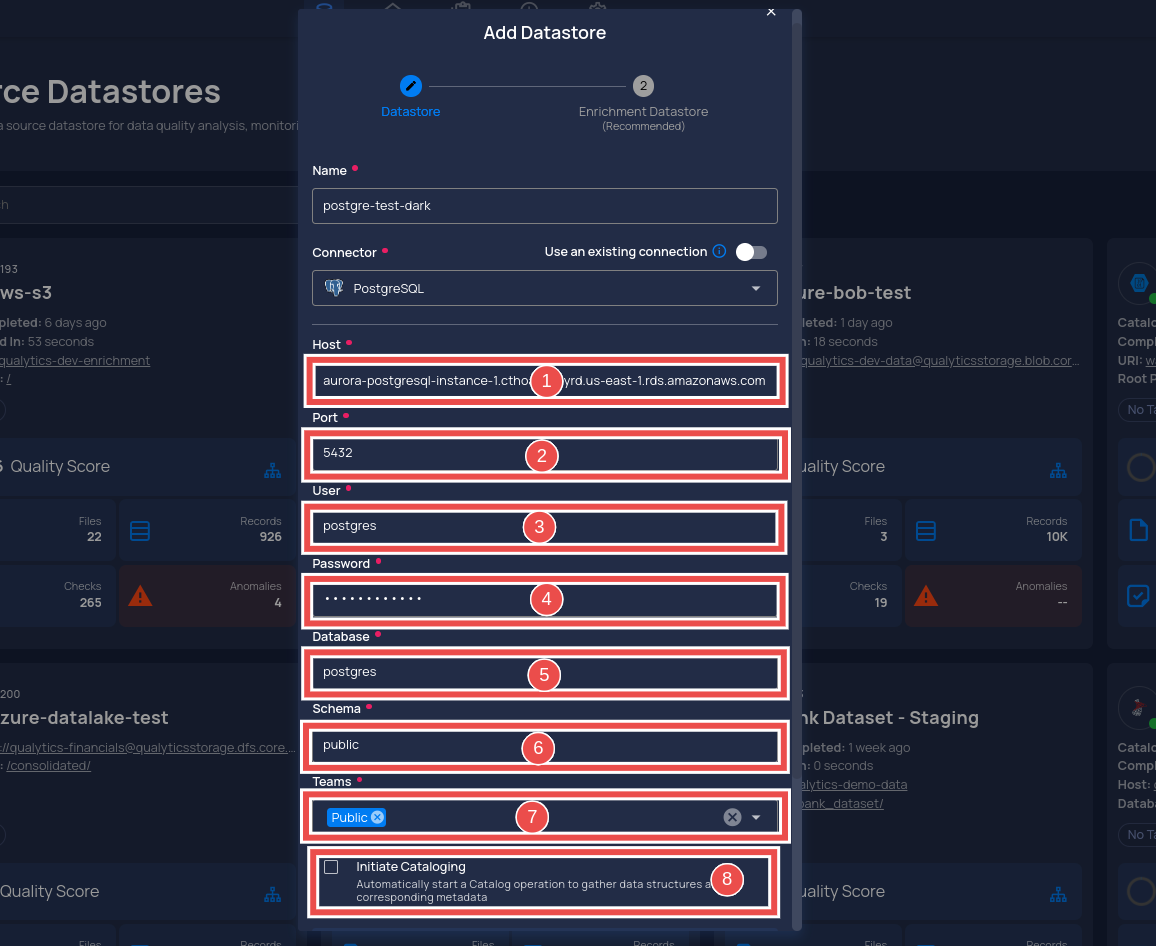 Add Datastore
2
Datastore
Enrichment Datastore
(Recommended)
rce Datastores
a source datastore for data quality analysis, monitori
Name
postgre-test-dark
Connector
Use an existing connection
PostgreSQL
Host
aurora-postgresql-instance-1.ctho yrd.us-east-1.rds.amazonaws.com
1
Port
5432
2
User
postgres
3
Password
4
Database
postgres
5
Schema
public
6
Teams
Public
7
Initiate Cataloging
Automatically start a Catalog operation to gather data structures a
corresponding metadata
8
h
193
ws-s3
pleted: 6 days ago
d In: 53 seconds
qualytics-dev-enrichment
: /
Quality Score
Files
22
Records
926
Checks
265
Anomalies
4
200
zure-datalake-test
://qualytics-financials@qualyticsstorage.dfs.core....
: /consolidated/
Quality Score
Files
Records
Files
Records
ure-bob-test
leted: 1 day ago
n: 18 seconds
qualytics-dev-data@qualyticsstorage.blob.cor...
uality Score
Files
3
Records
10K
Checks
19
Anomalies
--
nk Dataset - Staging
pleted: 1 week ago
n: 0 seconds
alytics-demo-data
bank_dataset/
uality Score
Files
Records
Catalo
Compl
URI: w
Root P
No Ta
Catalo
Compl
Host: g
Databa
No Ta